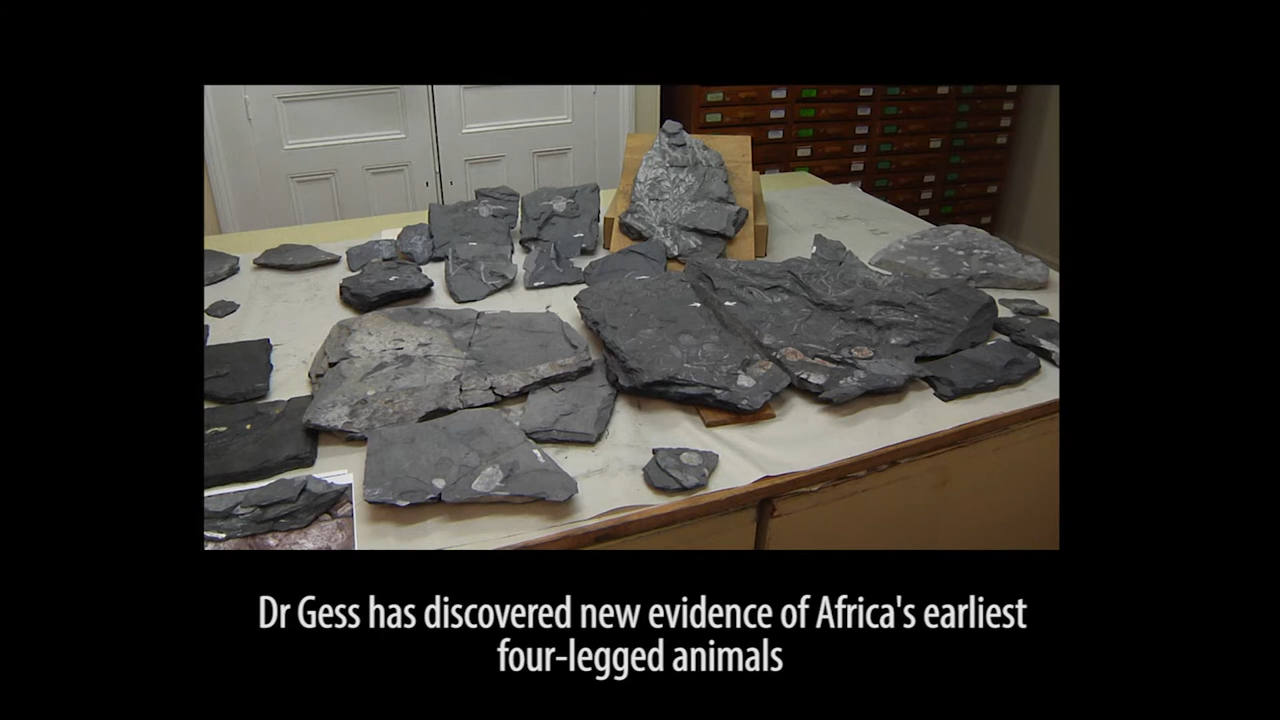 Dr Gess has discovered new evidence of Africa's earliest
four-legged animals